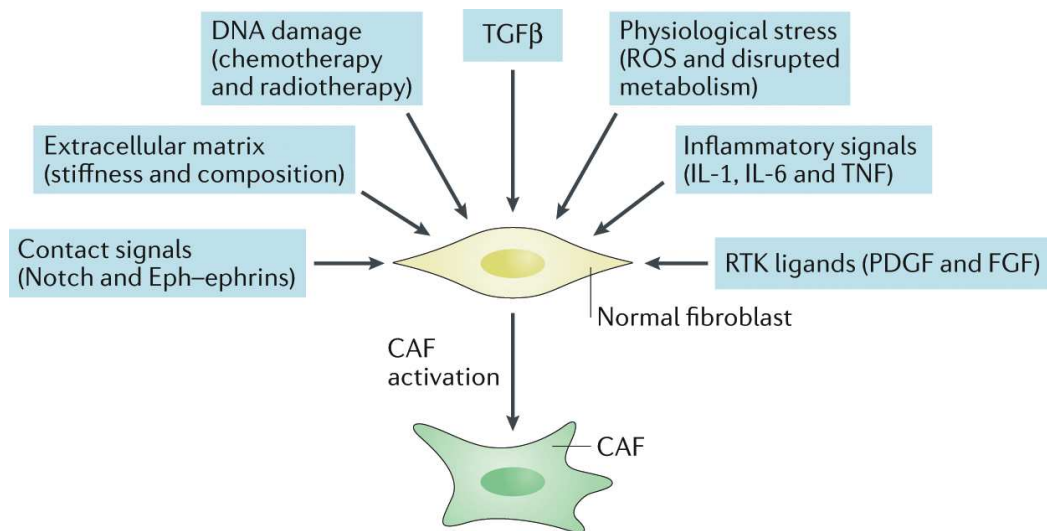 DNA damage
(chemotherapy
and radiotherapy)
TGFβ
Physiological stress
(ROS and disrupted
metabolism)
Extracellular matrix
(stiffness and composition)
Inflammatory signals
(IL-1, IL-6 and TNF)
Contact signals
(Notch and Eph–ephrins)
RTK ligands (PDGF and FGF)
Normal fibroblast
CAF
activation
CAF